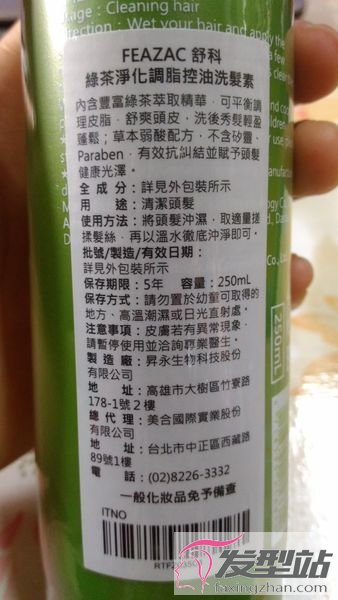 sage : Cleaning hair
FEAZAC 舒科
綠茶淨化調脂控油洗髮素
內含豐富綠茶萃取精華，可平衡調
理皮脂，舒爽頭皮，洗後秀髮輕盈
蓬鬆；草本弱酸配方，不含矽靈、
Paraben，有效抗糾結並賦予頭髮
健康光澤。
全成分：詳見外包裝所示
用途：清潔頭髮
使用方法：將頭髮沖濕，取適量搓
揉髮絲，再以溫水徹底沖淨即可。
批號/製造/有效日期：
詳見外包裝所示
保存期限：5年 容量：250mL
保存方式：請勿置於幼童可取得的
地方、高溫潮濕或日光直射處。
注意事項：皮膚若有異常現象，
請暫停使用並洽詢專業醫生。
製造廠：昇永生物科技股份
有限公司
地址：高雄市大樹區竹寮路
178-1號2樓
總代理：美合國際實業股份
有限公司
地址：台北市中正區西藏路
89號1樓
電話：(02)8226-3332
一般化妝品免予備查
ITNO
250mL
发型站
faxingzhan.com